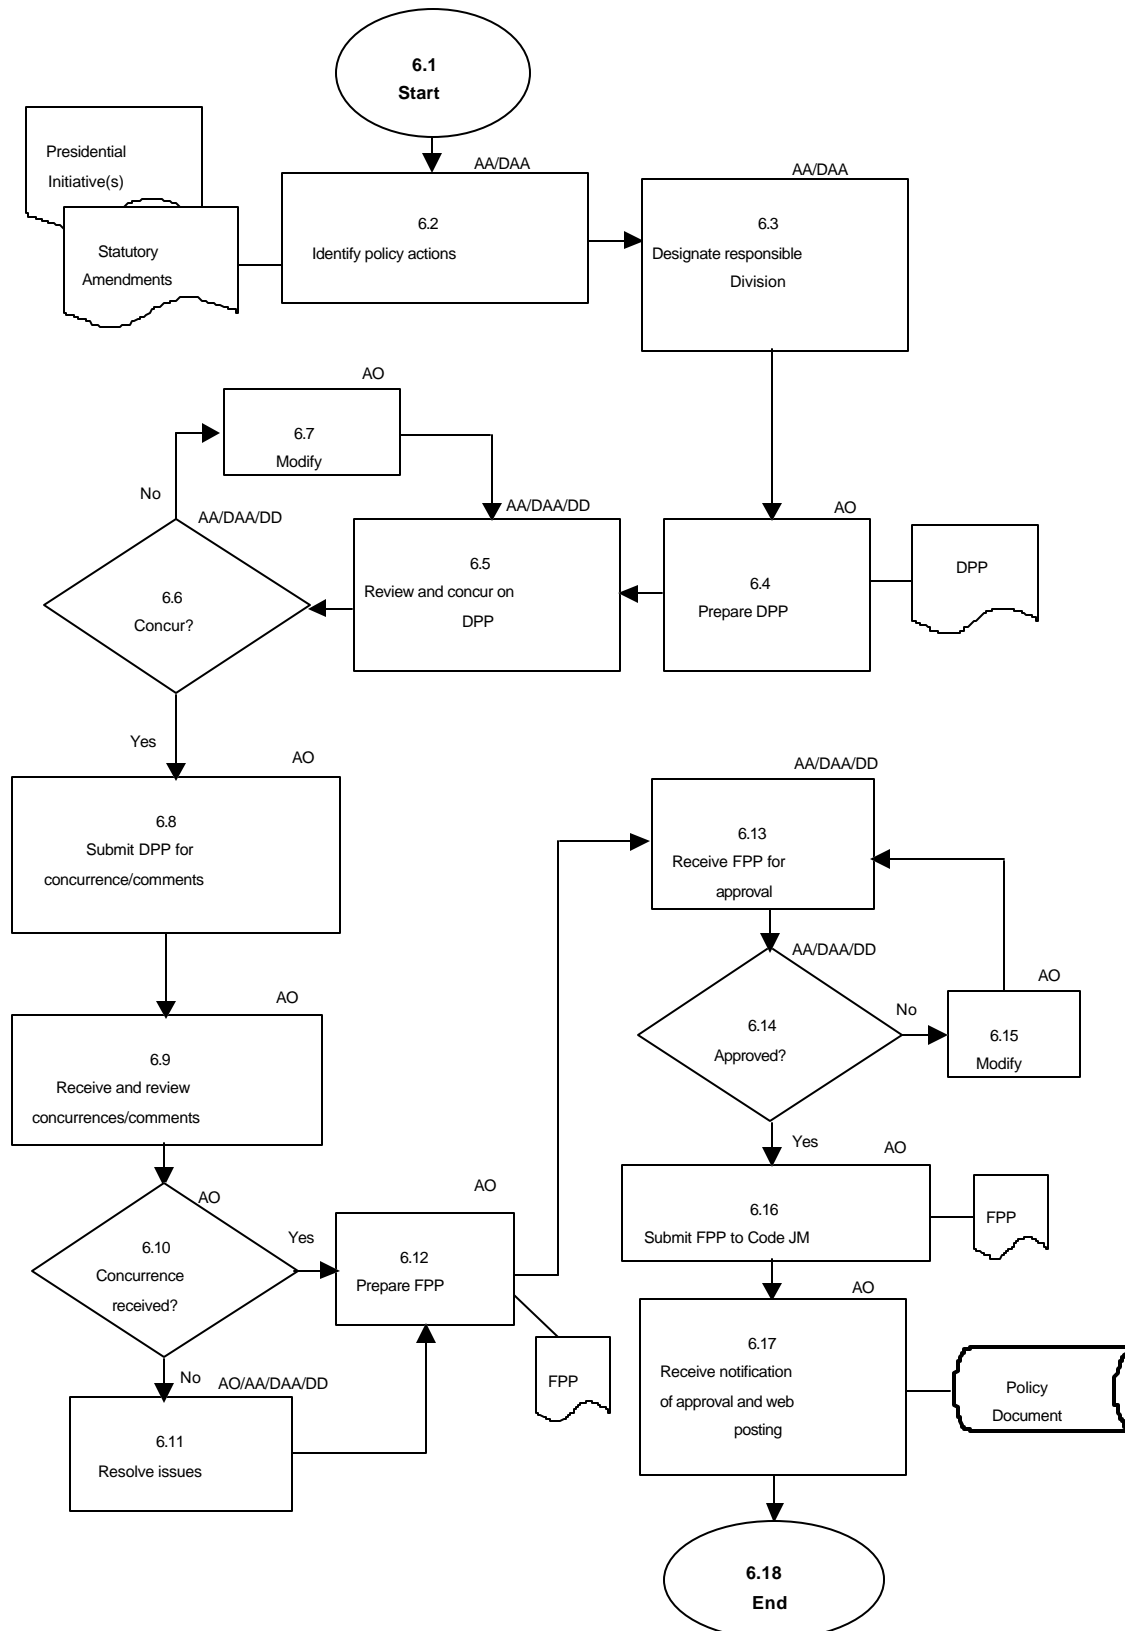 6.1
Start
Presidential
Initiative(s)
Statutory
Amendments
AA/DAA
6.2
Identify policy actions
AA/DAA
6.3
Designate responsible
Division
AO
6.7
Modify
No
AA/DAA/DD
6.6
Concur?
AA/DAA/DD
6.5
Review and concur on
DPP
AO
6.4
Prepare DPP
DPP
Yes
AO
6.8
Submit DPP for
concurrence/comments
AO
6.9
Receive and review
concurrences/comments
AO
6.10
Concurrence
received?
Yes
No
AO/AA/DAA/DD
6.11
Resolve issues
AO
6.12
Prepare FPP
FPP
AA/DAA/DD
6.13
Receive FPP for
approval
AA/DAA/DD
6.14
Approved?
No
AO
6.15
Modify
Yes
AO
6.16
Submit FPP to Code JM
FPP
AO
6.17
Receive notification
of approval and web
posting
Policy
Document
6.18
End